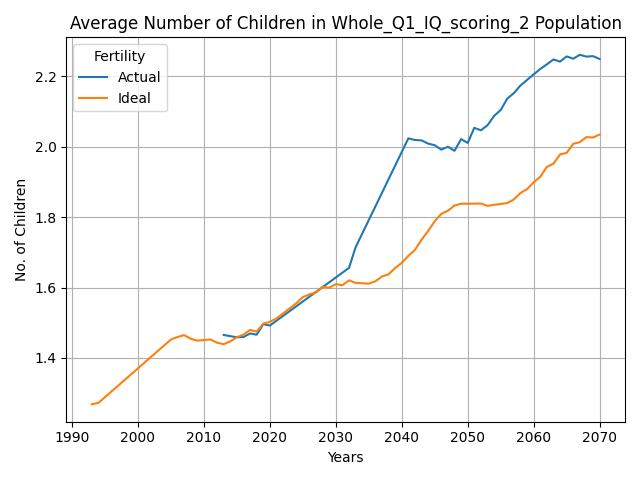 Average Number of Children in Whole_Q1_IQ_scoring_2 Population
Fertility
Actual
Ideal
No. of Children
2.2
2.0
1.8
1.6
1.4
1990 2000 2010 2020 2030 2040 2050 2060 2070
Years